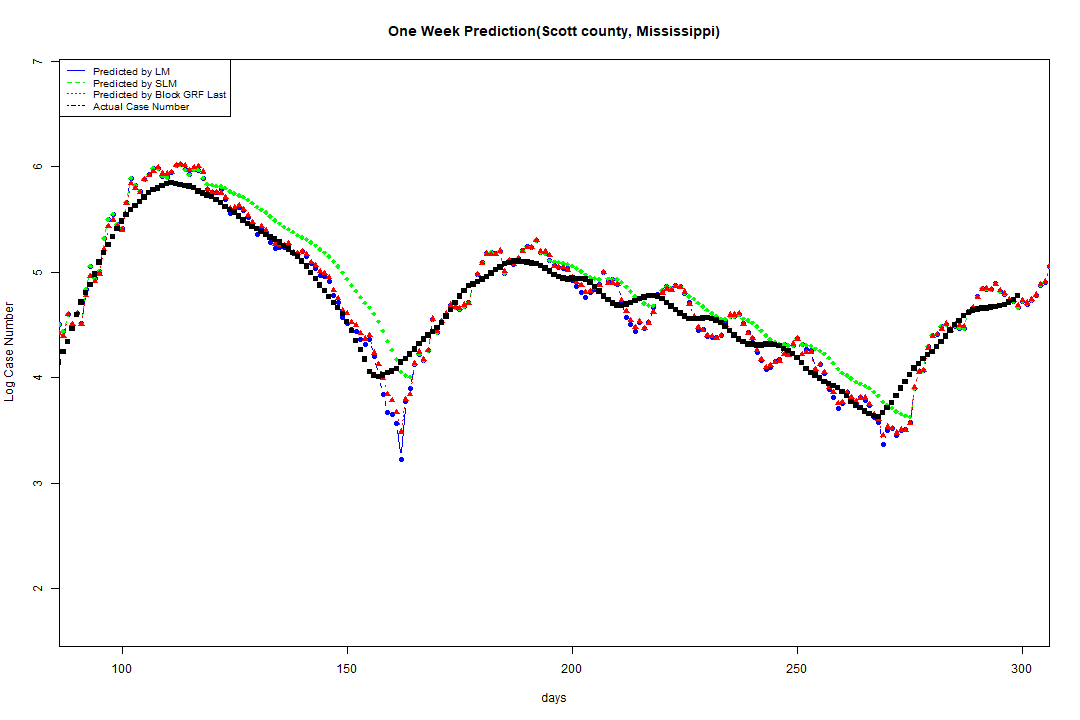 One Week Prediction(Scott county, Mississippi)
Predicted by LM
Predicted by SLM
Predicted by Block GRF Last
Actual Case Number
7
6
5
4
3
2
Log Case Number
100 150 200 250 300
days